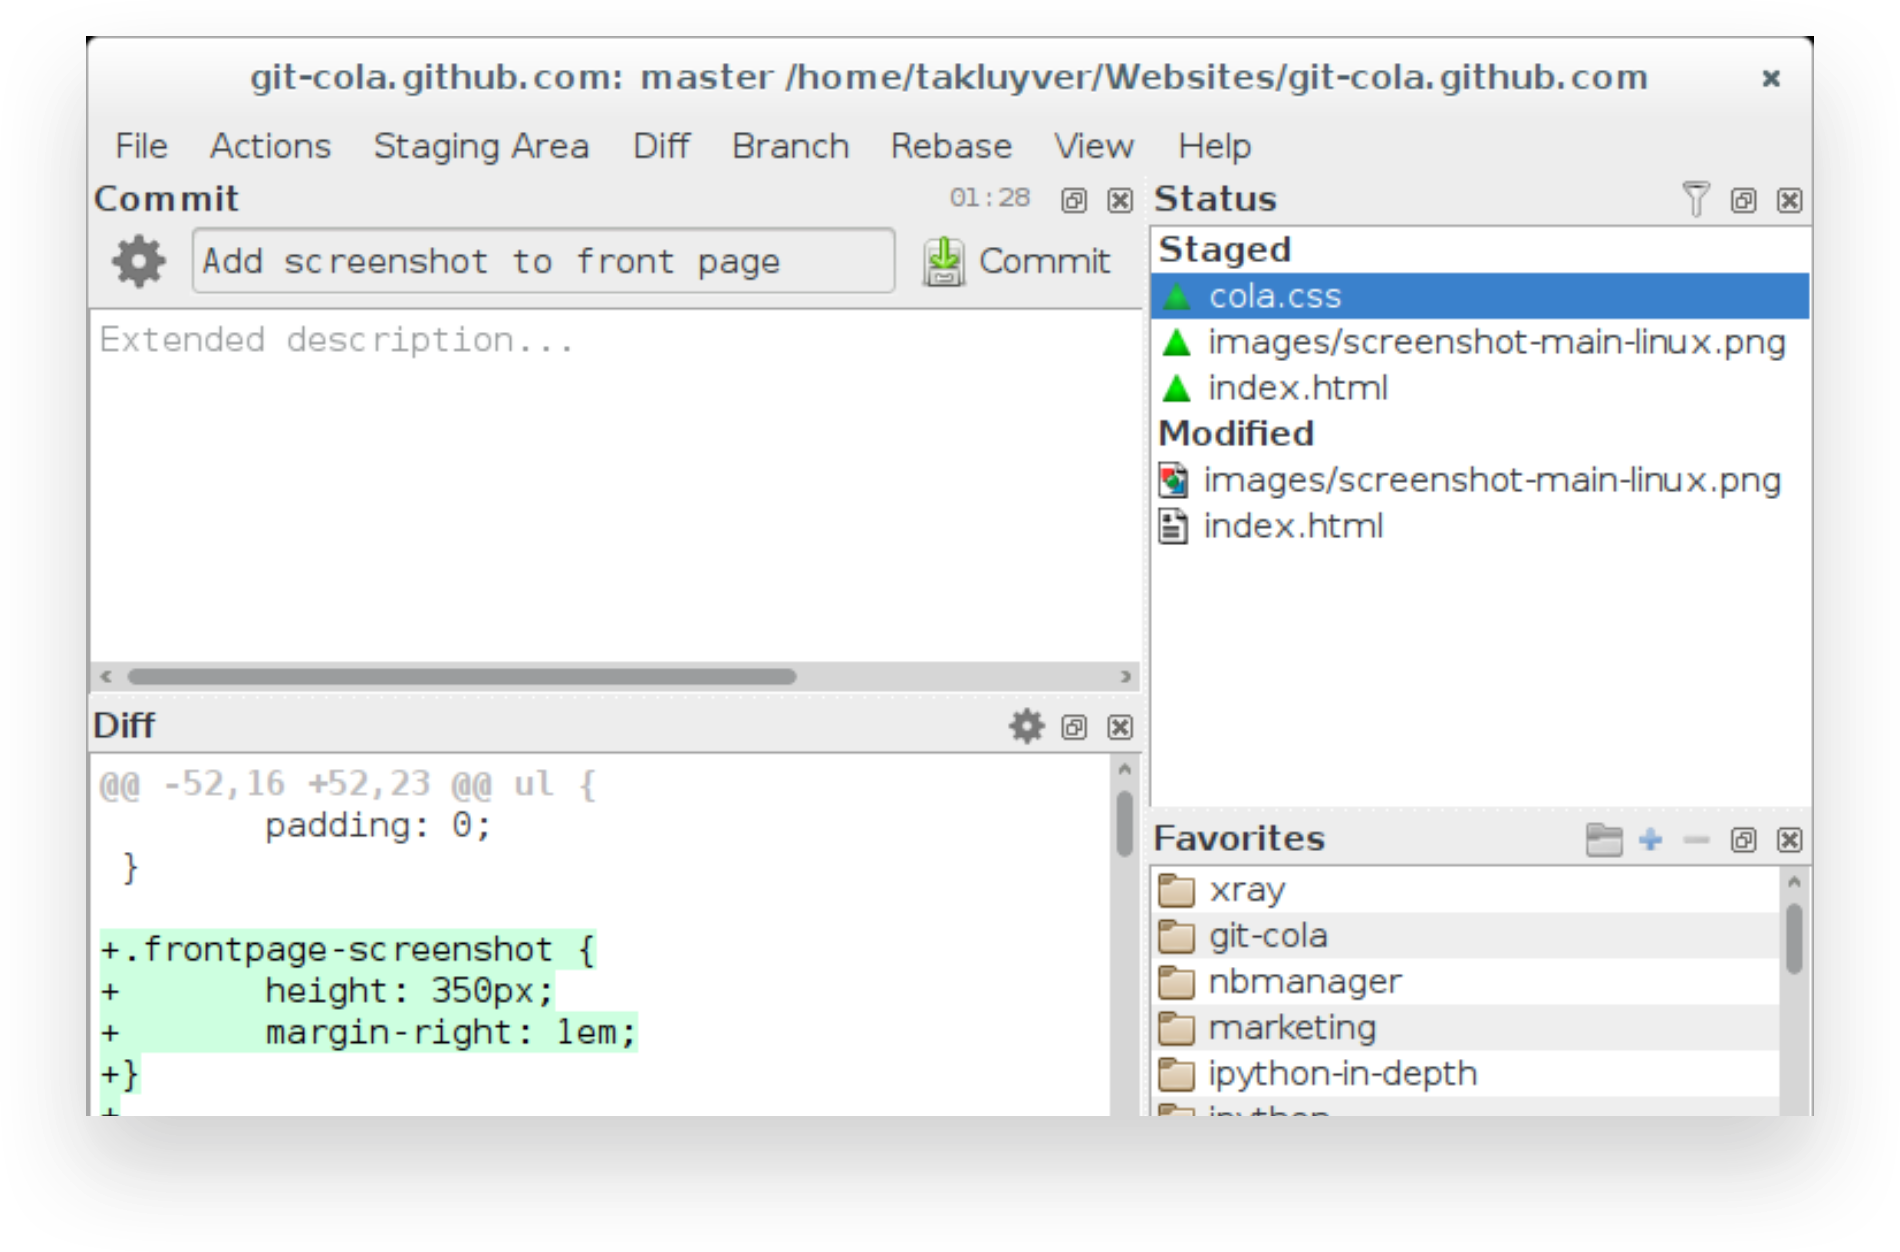 git-cola.github.com: master /home/takluyver/Websites/git-cola.github.com
File Actions Staging Area Diff Branch Rebase View Help
Commit 01:28
Add screenshot to front page Commit
Extended description...
Diff
@@ -52,16 +52,23 @@ ul {
padding: 0;
}
+.frontpage-screenshot {
+ height: 350px;
+ margin-right: 1em;
+}
+
Status
Staged
cola.css
images/screenshot-main-linux.png
index.html
Modified
images/screenshot-main-linux.png
index.html
Favorites
xray
git-cola
nbmanager
marketing
ipython-in-depth
ipython